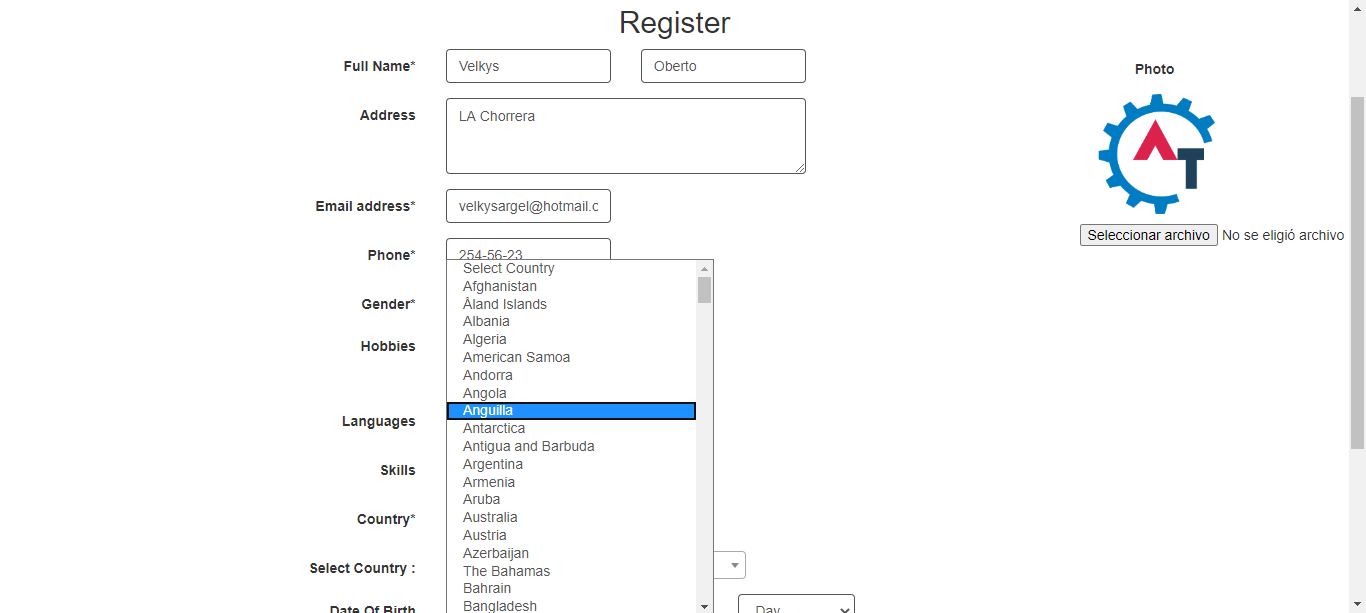 Register
Full Name* Velkys Oberto
Photo
Address LA Chorrera
AT
Email address* velkysargel@hotmail.c
Seleccionar archivo No se eligió archivo
Phone* 254-56-23
Select Country
Afghanistan
Gender* Åland Islands
Albania
Algeria
Hobbies
American Samoa
Andorra
Angola
Anguilla
Languages
Antarctica
Antigua and Barbuda
Skills Argentina
Armenia
Aruba
Country* Australia
Austria
Azerbaijan
Select Country : The Bahamas
Bahrain
Date Of Birth Bangladesh Day